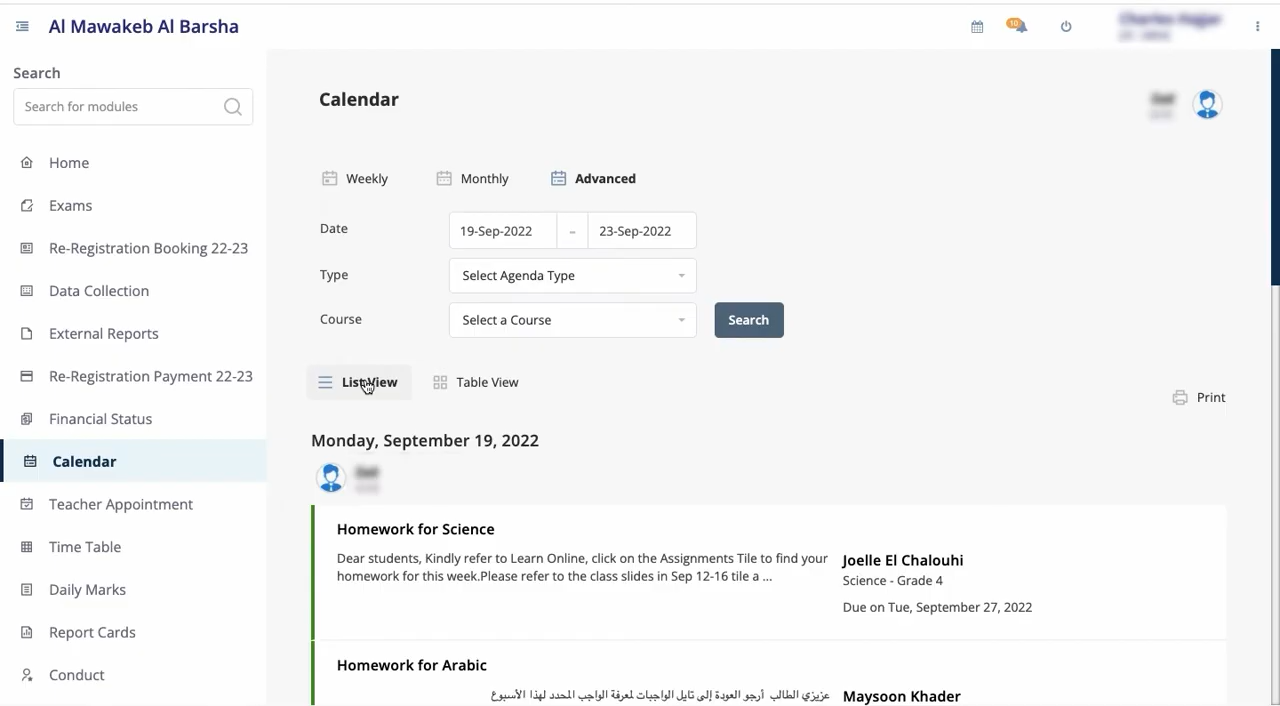 Al Mawakeb Al Barsha
10
Search
Search for modules
Home
Exams
Re-Registration Booking 22-23
Data Collection
External Reports
Re-Registration Payment 22-23
Financial Status
Calendar
Teacher Appointment
Time Table
Daily Marks
Report Cards
Conduct
Calendar
Weekly
Monthly
Advanced
Date
19-Sep-2022
–
23-Sep-2022
Type
Select Agenda Type
Course
Select a Course
Search
List View
Table View
Print
Monday, September 19, 2022
Homework for Science
Dear students, Kindly refer to Learn Online, click on the Assignments Tile to find your
homework for this week.Please refer to the class slides in Sep 12-16 tile a ...
Joelle El Chalouhi
Science - Grade 4
Due on Tue, September 27, 2022
Homework for Arabic
عزيزي الطالب أرجو العودة إلى تايل الواجبات لمعرفة الواجب المحدد لهذا الأسبوع
Maysoon Khader